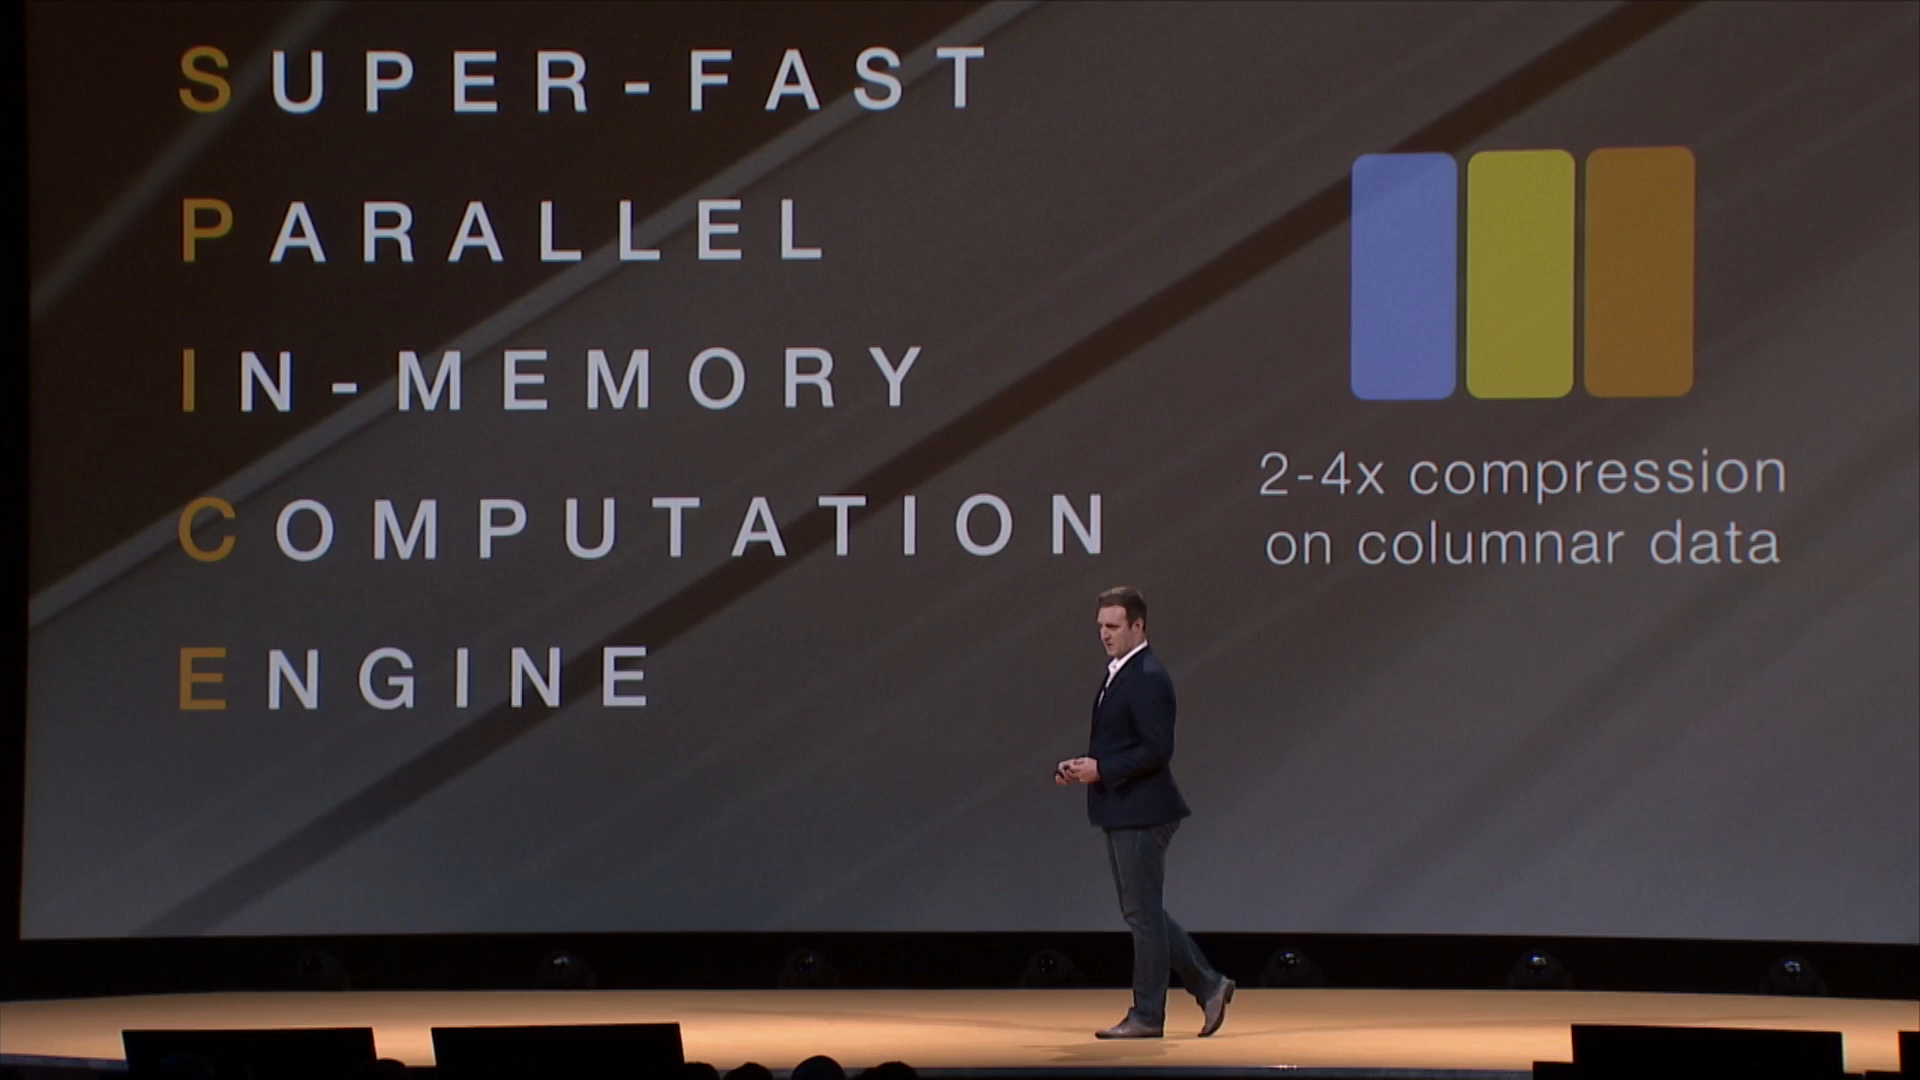 SUPER-FAST
PARALLEL
IN-MEMORY
COMPUTATION
ENGINE
2-4x compression
on columnar data